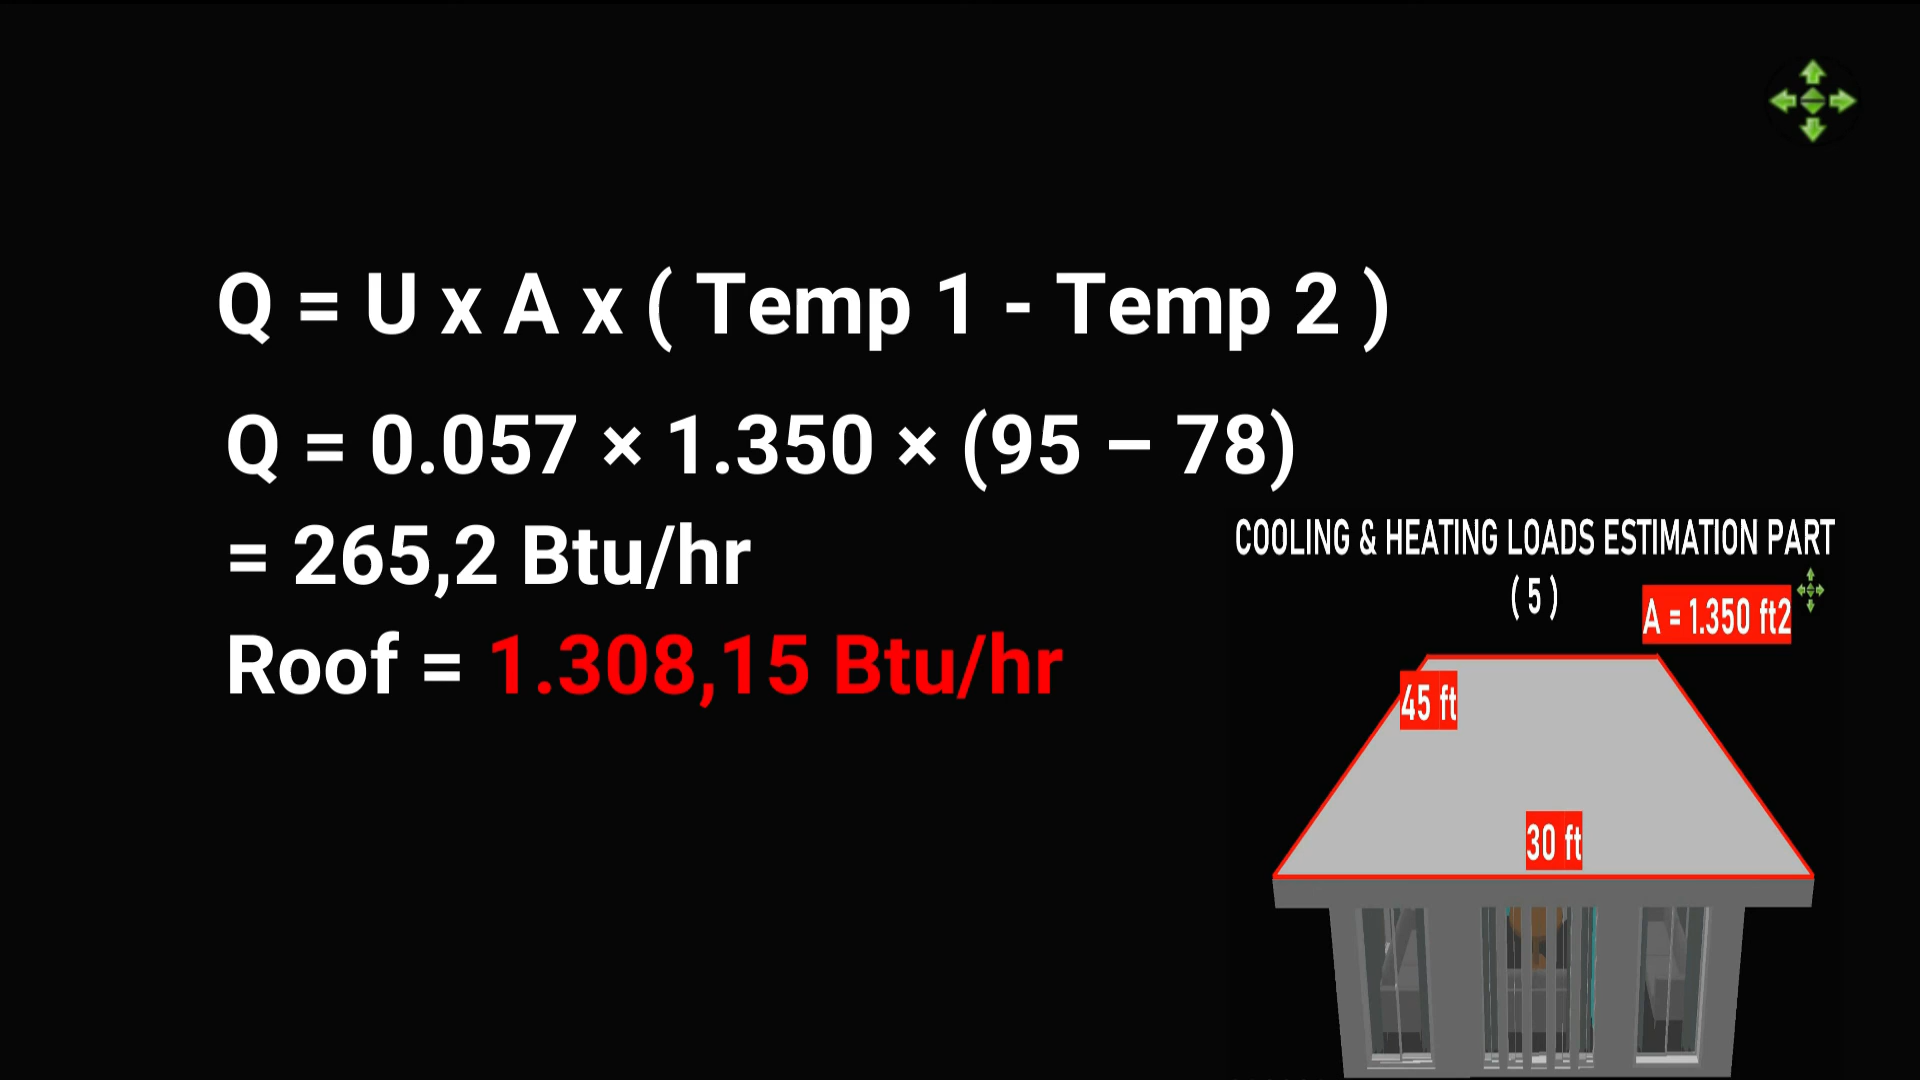 Q = U x A x ( Temp 1 - Temp 2 )
Q = 0.057 × 1.350 × (95 – 78)
= 265,2 Btu/hr
Roof = 1.308,15 Btu/hr
COOLING & HEATING LOADS ESTIMATION PART
( 5 )
A = 1.350 ft2
45 ft
30 ft